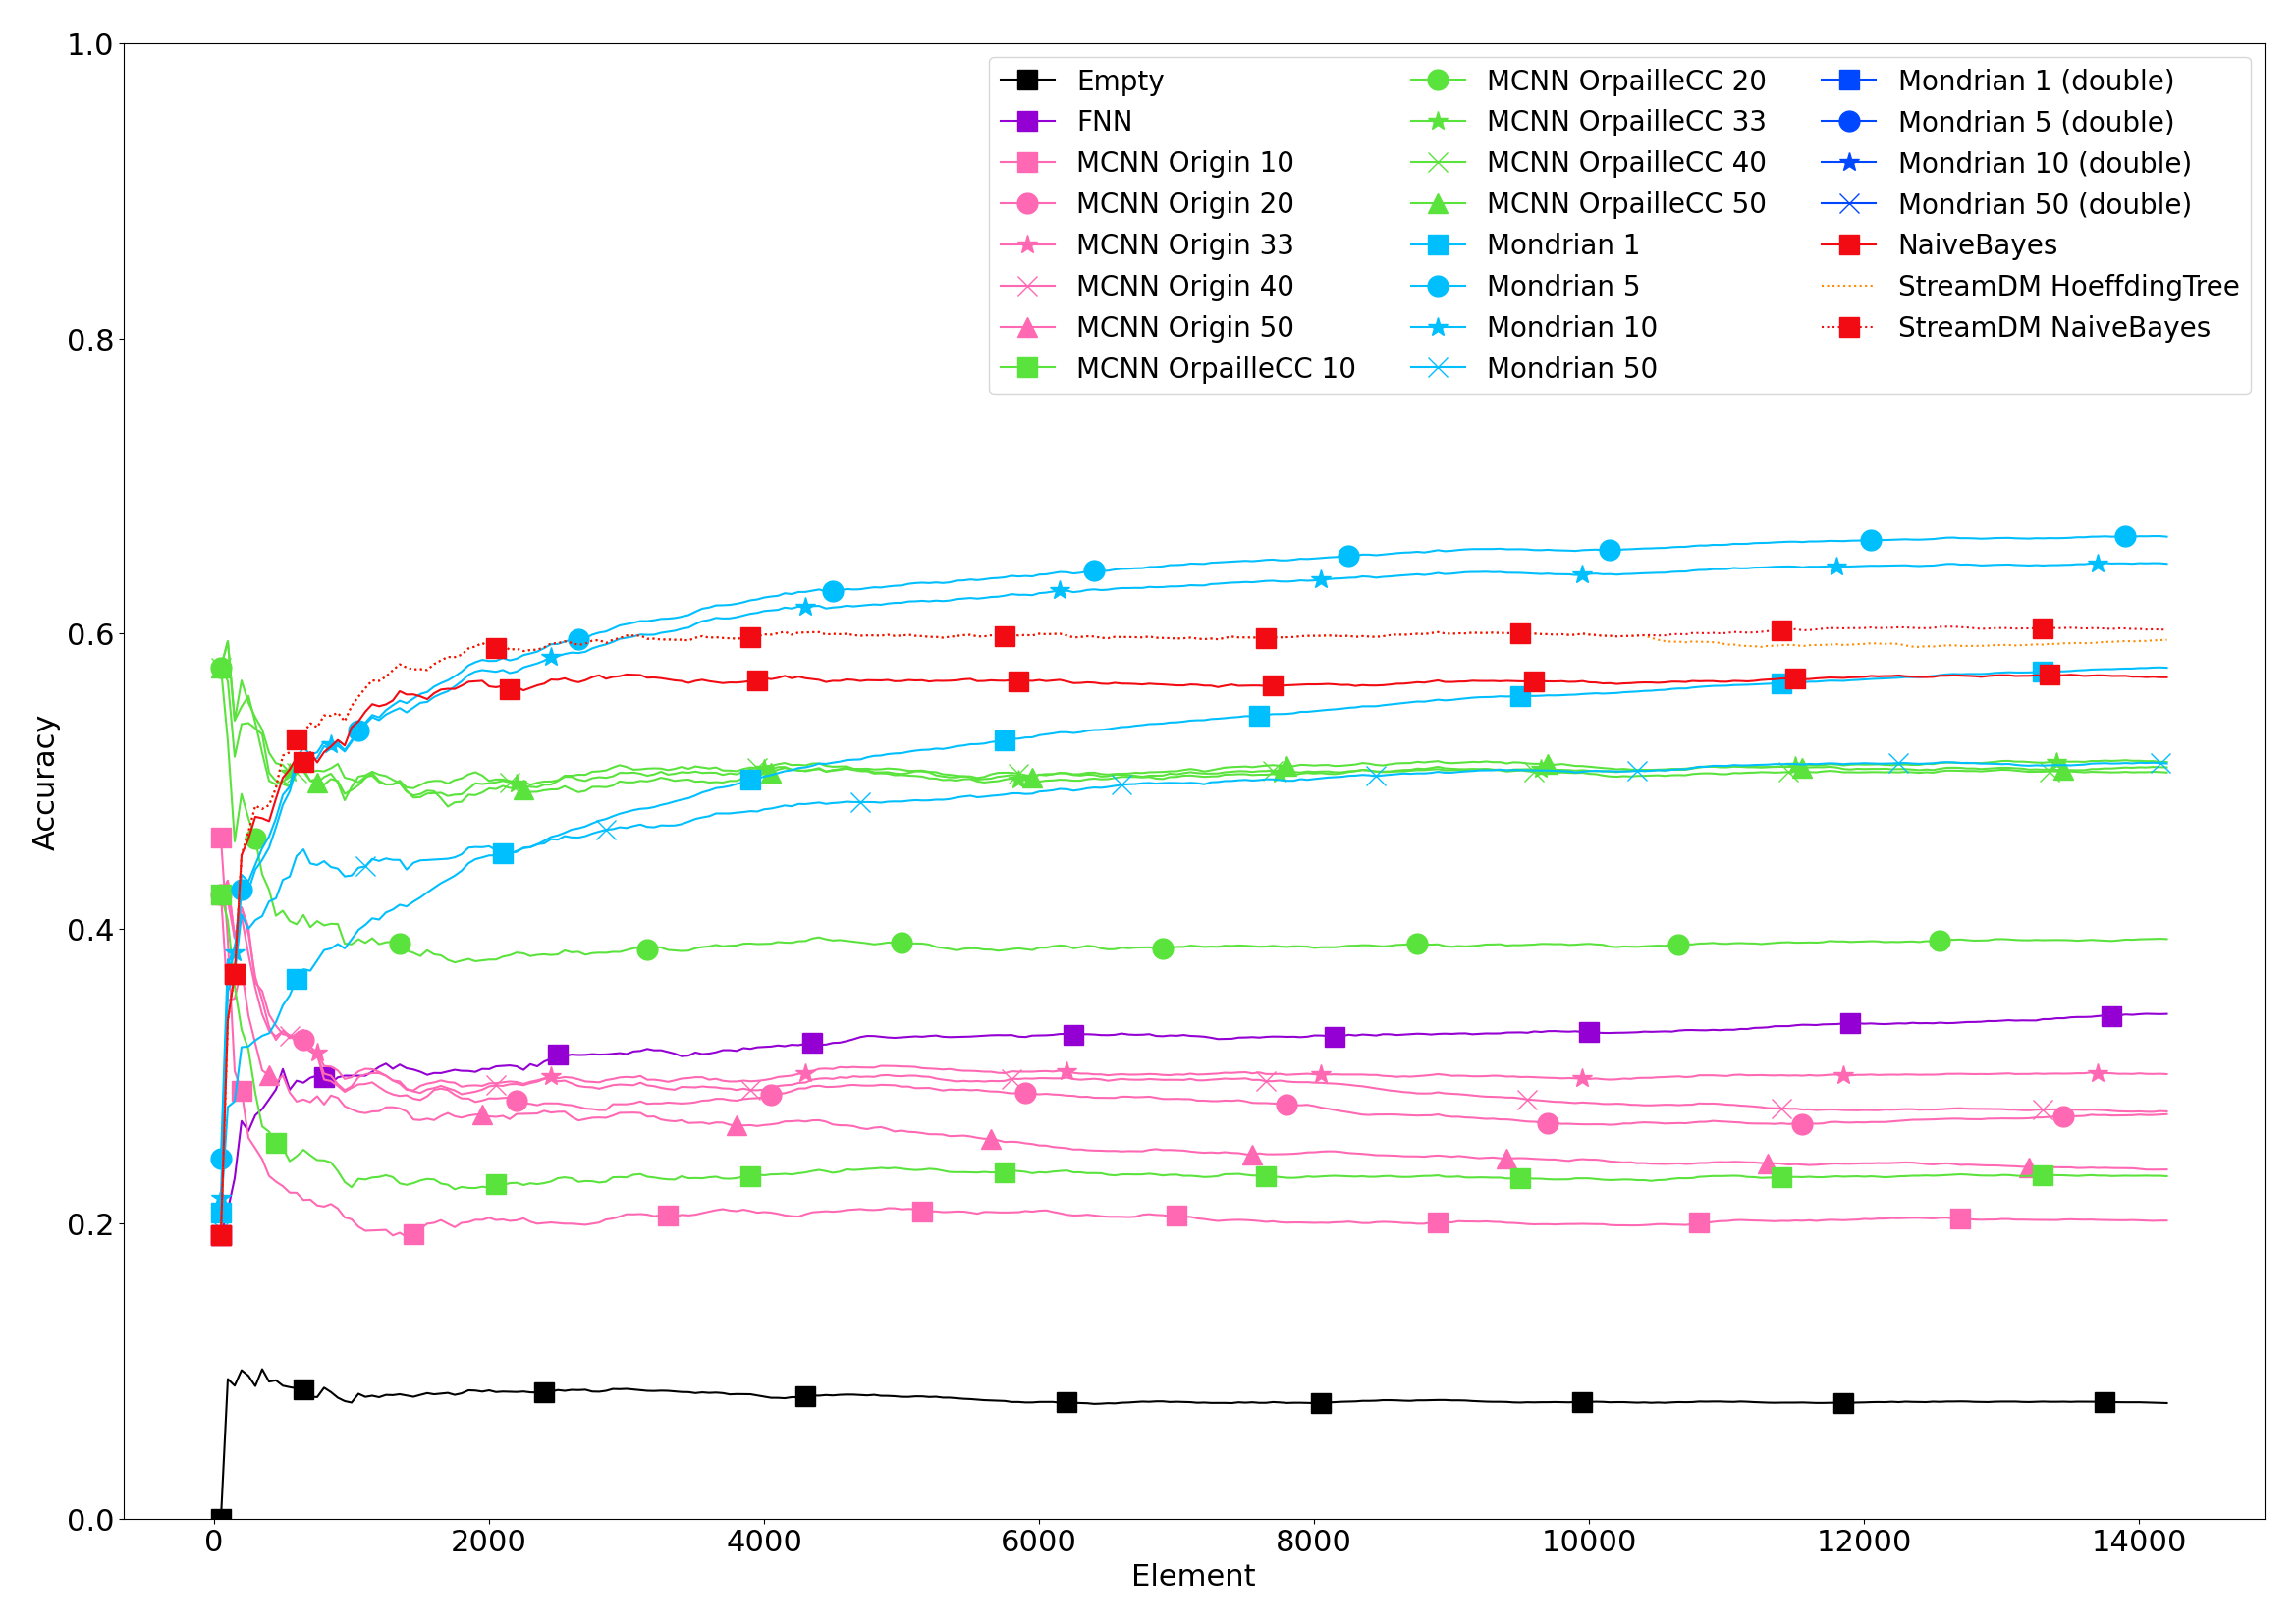 1.0
0.8
0.6
0.4
0.2
0.0
Accuracy
0
2000
4000
6000
8000
10000
12000
14000
Element
Empty
FNN
MCNN Origin 10
MCNN Origin 20
MCNN Origin 33
MCNN Origin 40
MCNN Origin 50
MCNN OrpailleCC 10
MCNN OrpailleCC 20
MCNN OrpailleCC 33
MCNN OrpailleCC 40
MCNN OrpailleCC 50
Mondrian 1
Mondrian 5
Mondrian 10
Mondrian 50
Mondrian 1 (double)
Mondrian 5 (double)
Mondrian 10 (double)
Mondrian 50 (double)
NaiveBayes
StreamDM HoeffdingTree
StreamDM NaiveBayes